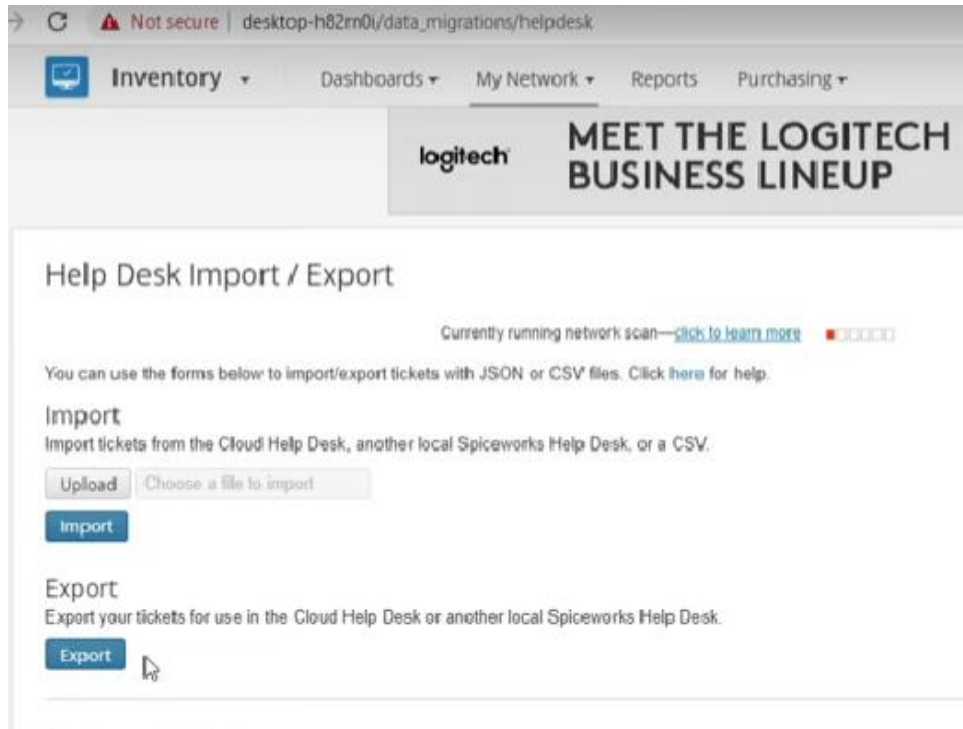 Not secure | desktop-h82rn0i/data_migrations/helpdesk
Inventory Dashboards My Network Reports Purchasing
logitech
MEET THE LOGITECH
BUSINESS LINEUP
Help Desk Import / Export
Currently running network scan—click to learn more
You can use the forms below to import/export tickets with JSON or CSV files. Click here for help.
Import
Import tickets from the Cloud Help Desk, another local Spiceworks Help Desk, or a CSV.
Upload Choose a file to import
Import
Export
Export your tickets for use in the Cloud Help Desk or another local Spiceworks Help Desk.
Export